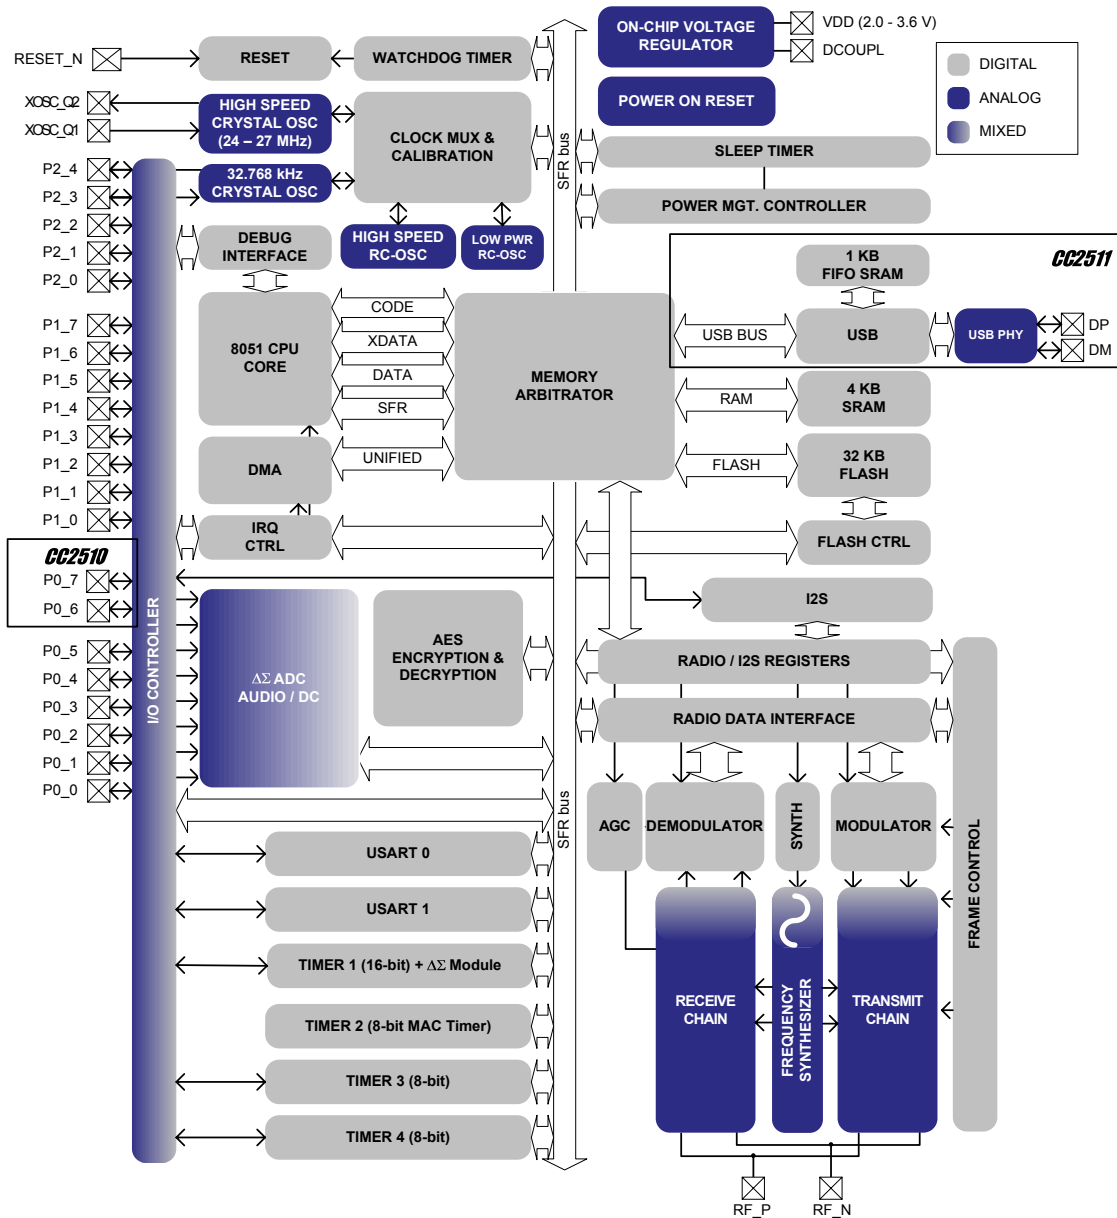 ON-CHIP VOLTAGE
REGULATOR
VDD (2.0 - 3.6 V)
DCOUPL
DIGITAL
ANALOG
MIXED
RESET_N
RESET
WATCHDOG TIMER
POWER ON RESET
XOSC_Q2
XOSC_Q1
HIGH SPEED
CRYSTAL OSC
(24 – 27 MHz)
CLOCK MUX &
CALIBRATION
SFR bus
SLEEP TIMER
P2_4
P2_3
P2_2
P2_1
P2_0
32.768 kHz
CRYSTAL OSC
POWER MGT. CONTROLLER
DEBUG
INTERFACE
HIGH SPEED
RC-OSC
LOW PWR
RC-OSC
1 KB
FIFO SRAM
CC2511
P1_7
P1_6
P1_5
P1_4
P1_3
P1_2
P1_1
P1_0
8051 CPU
CORE
CODE
XDATA
DATA
SFR
MEMORY
ARBITRATOR
USB BUS
USB
USB PHY
DP
DM
RAM
4 KB
SRAM
DMA
UNIFIED
FLASH
32 KB
FLASH
IRQ
CTRL
FLASH CTRL
CC2510
P0_7
P0_6
I/O CONTROLLER
I2S
P0_5
P0_4
P0_3
P0_2
P0_1
P0_0
ΔΣ ADC
AUDIO / DC
AES
ENCRYPTION &
DECRYPTION
RADIO / I2S REGISTERS
RADIO DATA INTERFACE
SFR bus
AGC
DEMODULATOR
SYNTH
MODULATOR
FRAME CONTROL
USART 0
USART 1
TIMER 1 (16-bit) + ΔΣ Module
TIMER 2 (8-bit MAC Timer)
TIMER 3 (8-bit)
TIMER 4 (8-bit)
RECEIVE
CHAIN
FREQUENCY
SYNTHESIZER
TRANSMIT
CHAIN
RF_P
RF_N